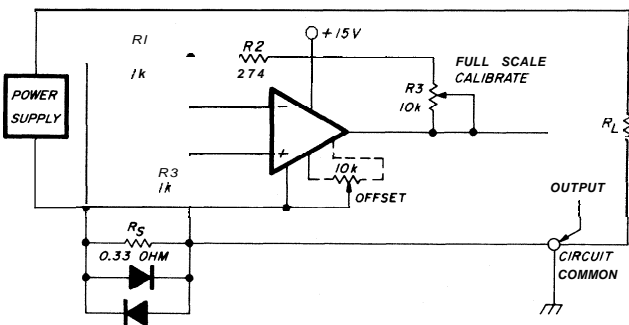 R1
1k
R2
274
+15V
FULL SCALE
CALIBRATE
R3
10k
POWER
SUPPLY
RL
−
+
R3
1k
10k
OFFSET
OUTPUT
RS
0.33 OHM
CIRCUIT
COMMON